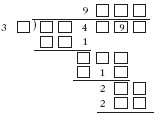 9 □ □ □
3 □ ) □ □ 4 □ 9 □
□ □ 1
□ □ □
□ 1 □
2 □ □
2 □ □